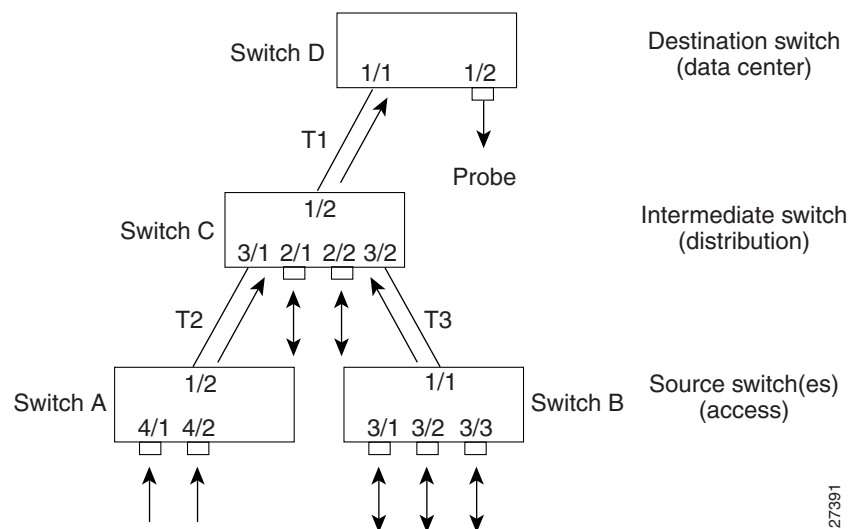 Switch D
1/1 1/2
Destination switch
(data center)
T1
Probe
Switch C
1/2
3/1 2/1 2/2 3/2
Intermediate switch
(distribution)
T2
T3
Switch A
1/2
4/1 4/2
1/1
3/1 3/2 3/3
Switch B
Source switch(es)
(access)
27391